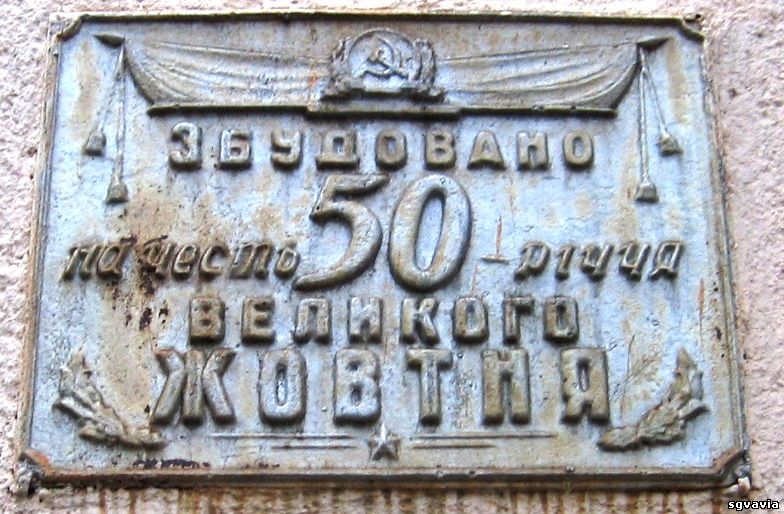 ЗБУДОВАНО
на честь 50-річчя
ВЕЛИКОГО
ЖОВТНЯ
sgvavia